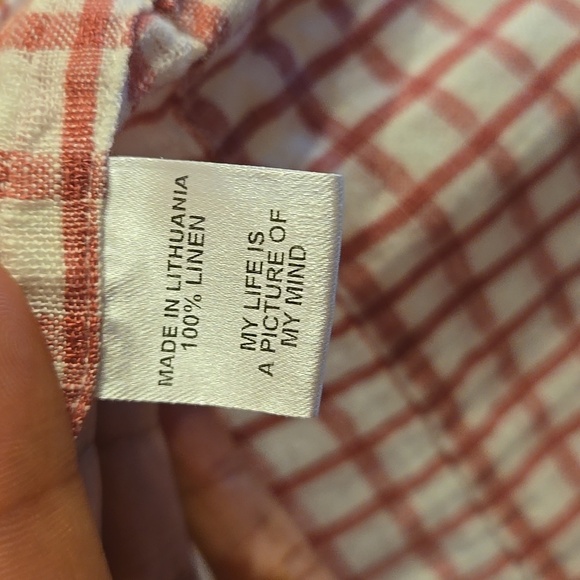 MADE IN LITHUANIA
100% LINEN
MY LIFE IS
A PICTURE OF
MY MIND